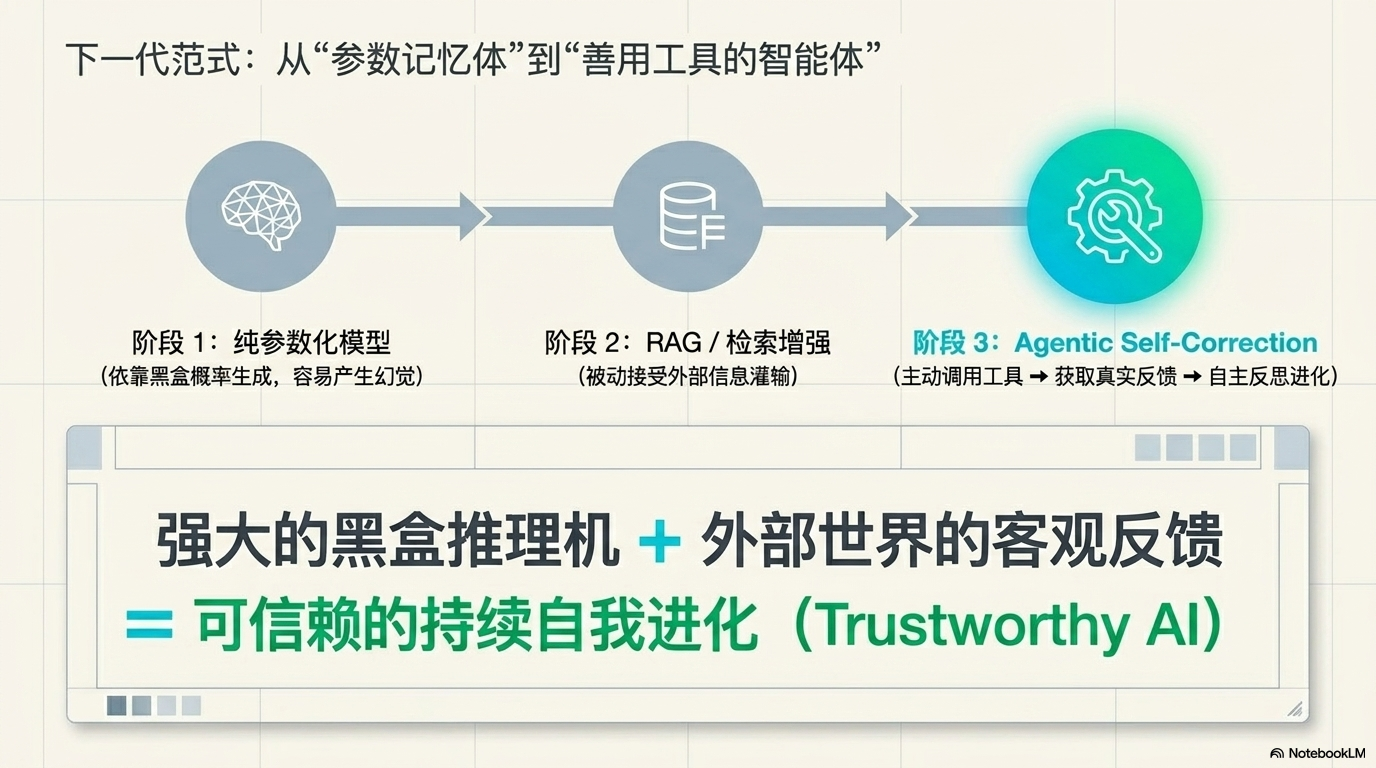 下一代范式：从“参数记忆体”到“善用工具的智能体”
阶段 1：纯参数化模型
（依靠黑盒概率生成，容易产生幻觉）
阶段 2：RAG / 检索增强
（被动接受外部信息灌输）
阶段 3：Agentic Self-Correction
（主动调用工具 → 获取真实反馈 → 自主反思进化）
强大的黑盒推理机 + 外部世界的客观反馈
= 可信赖的持续自我进化（Trustworthy AI）
NotebookLM